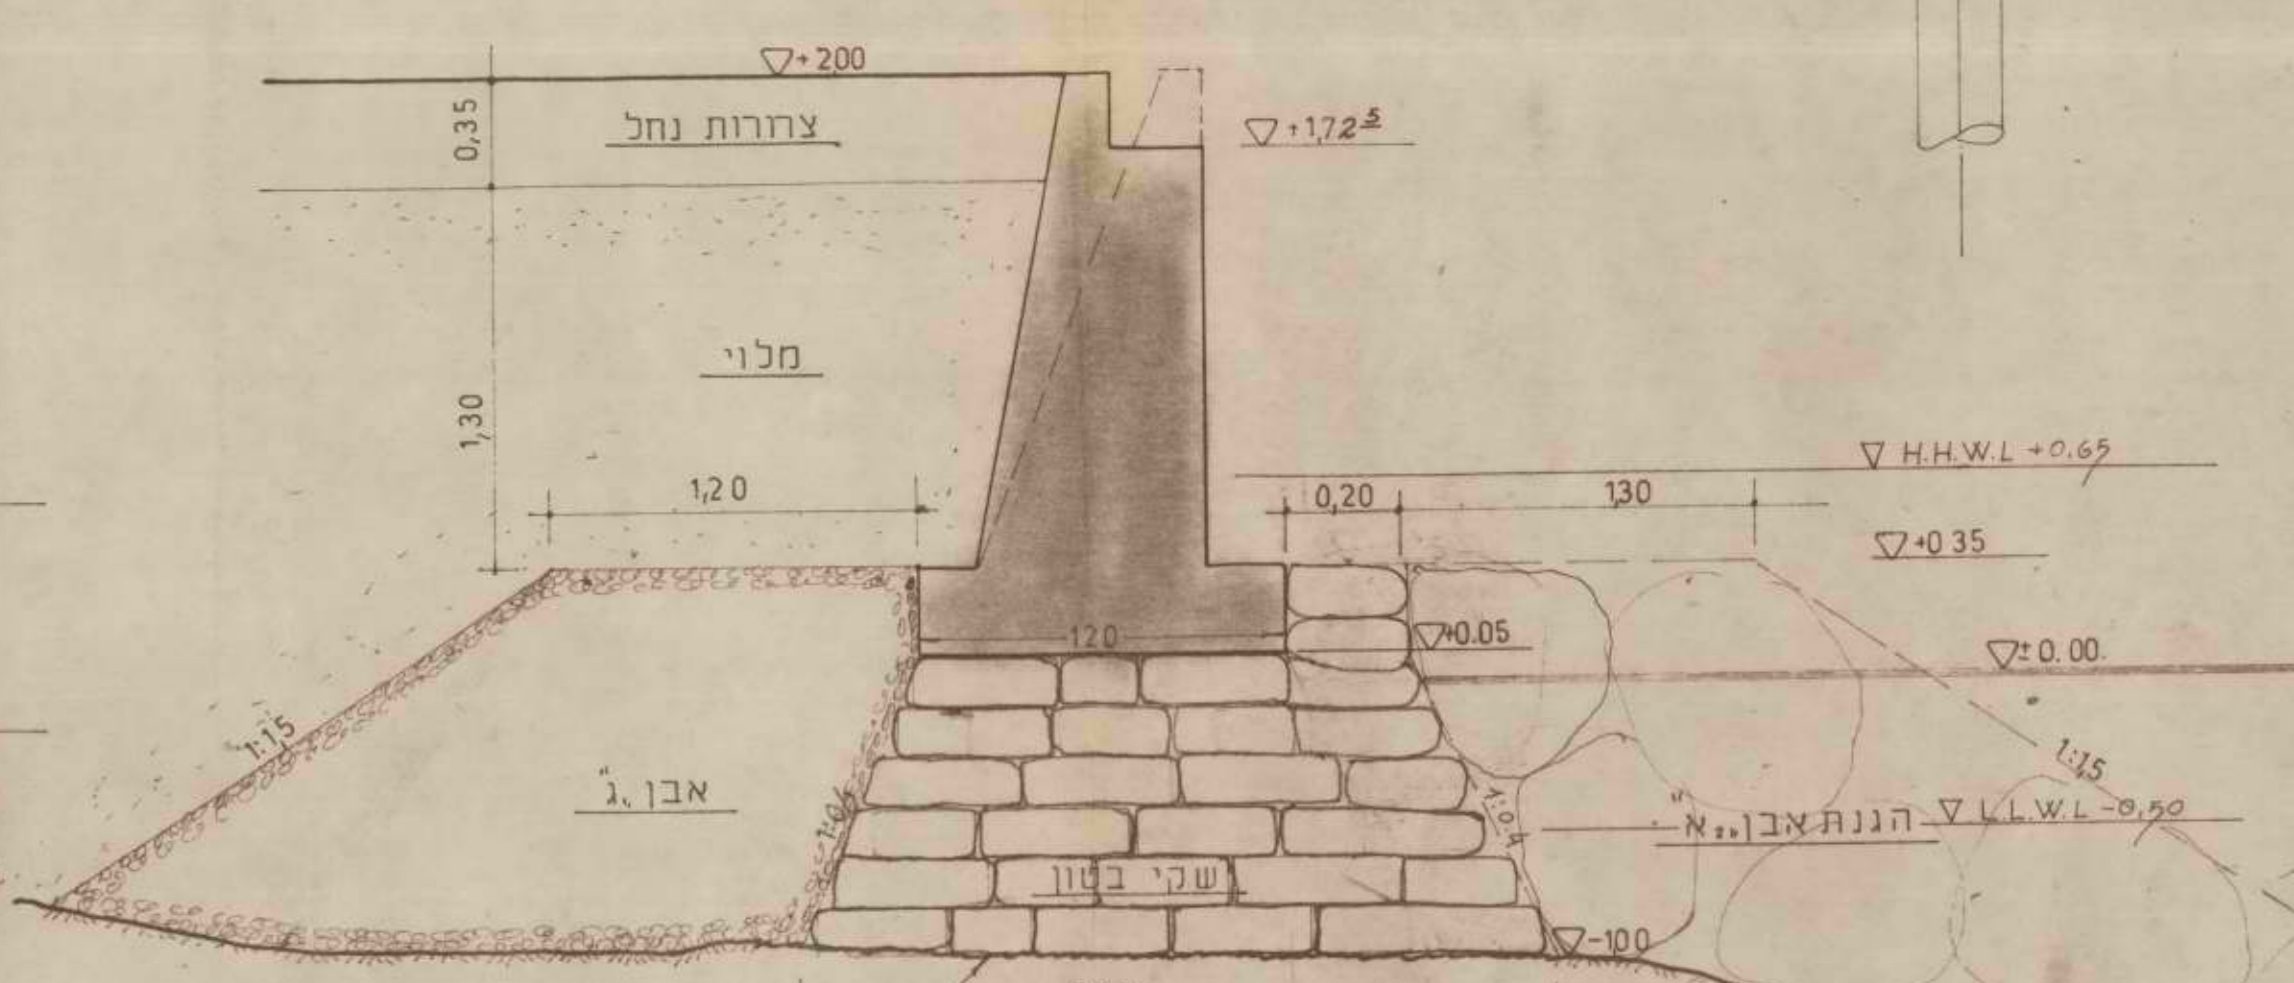 ▽+2,00
0,35
צרורות נחל
▽ +1,72⁵
מלוי
1,30
▽ H.H.W.L +0.65
1,20
0,20
1,30
▽+0 35
120
▽+0.05
▽± 0.00.
1:1,5
1:1,5
אבן „ג"
1:0,4
1:0.4
הגנת אבן „2א"
▽ L.L.W.L -0,50
שקי בטון
▽-1,00